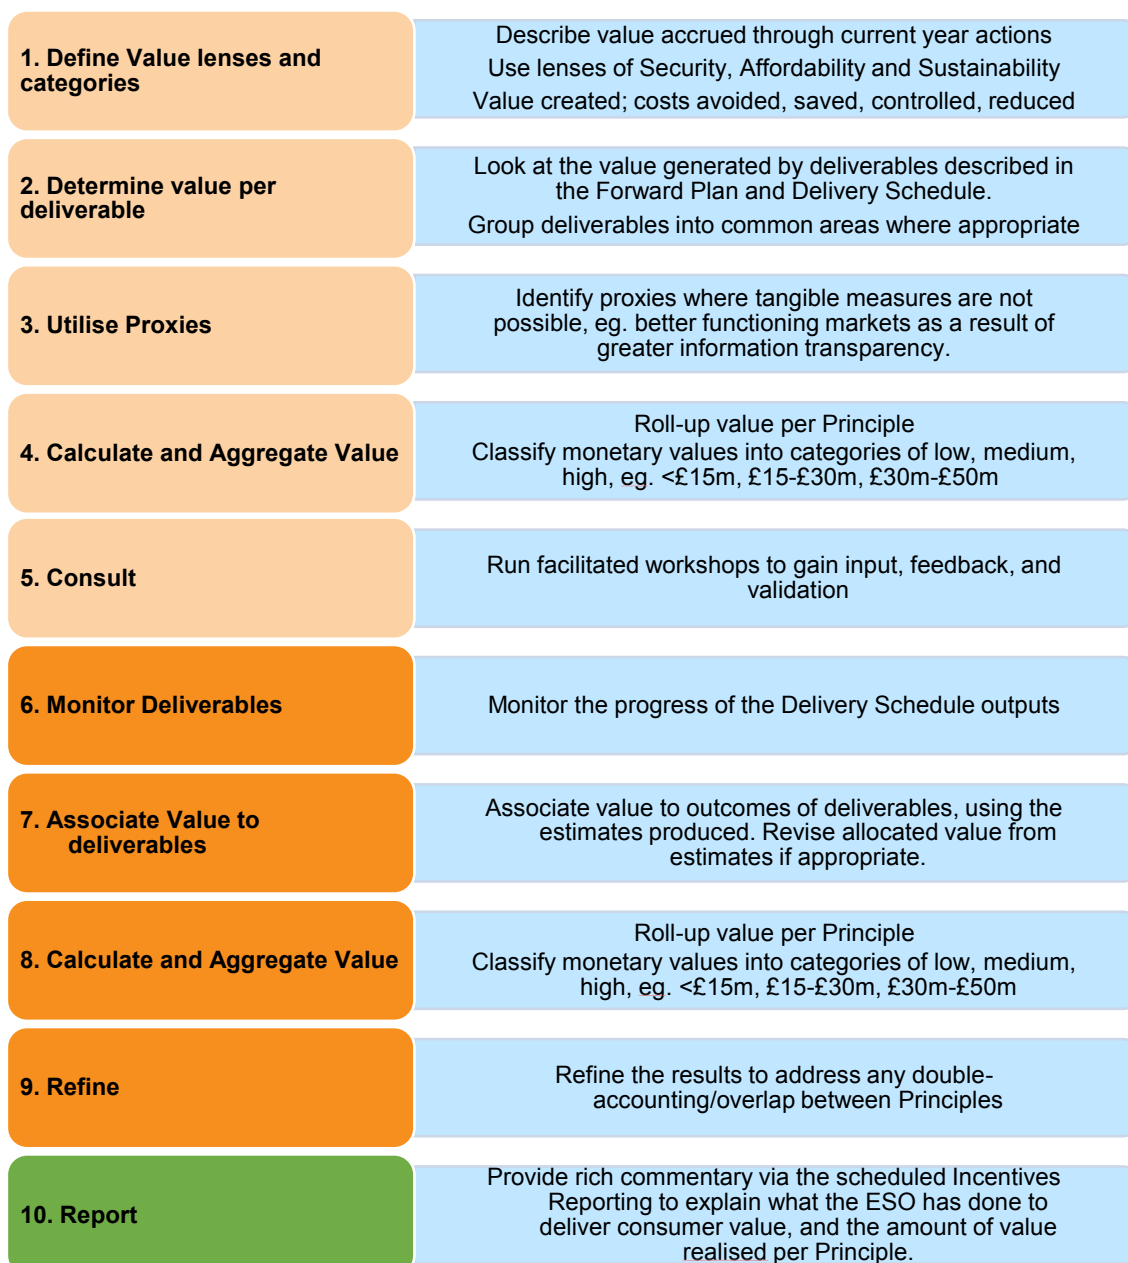 1. Define Value lenses and
categories
Describe value accrued through current year actions
Use lenses of Security, Affordability and Sustainability
Value created; costs avoided, saved, controlled, reduced
2. Determine value per
deliverable
Look at the value generated by deliverables described in
the Forward Plan and Delivery Schedule.
Group deliverables into common areas where appropriate
3. Utilise Proxies
Identify proxies where tangible measures are not
possible, eg. better functioning markets as a result of
greater information transparency.
4. Calculate and Aggregate Value
Roll-up value per Principle
Classify monetary values into categories of low, medium,
high, eg. <£15m, £15-£30m, £30m-£50m
5. Consult
Run facilitated workshops to gain input, feedback, and
validation
6. Monitor Deliverables
Monitor the progress of the Delivery Schedule outputs
7. Associate Value to
deliverables
Associate value to outcomes of deliverables, using the
estimates produced. Revise allocated value from
estimates if appropriate.
8. Calculate and Aggregate Value
Roll-up value per Principle
Classify monetary values into categories of low, medium,
high, eg. <£15m, £15-£30m, £30m-£50m
9. Refine
Refine the results to address any double-
accounting/overlap between Principles
10. Report
Provide rich commentary via the scheduled Incentives
Reporting to explain what the ESO has done to
deliver consumer value, and the amount of value
realised per Principle.